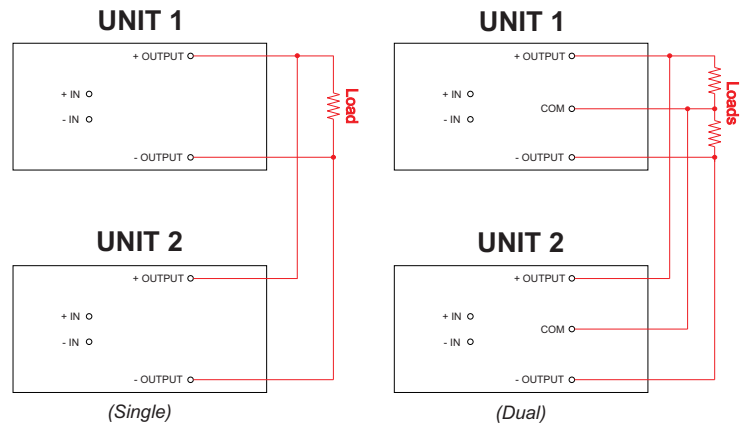 UNIT 1
+ OUTPUT
+ IN
- IN
- OUTPUT
Load
UNIT 2
+ OUTPUT
+ IN
- IN
- OUTPUT
(Single)
UNIT 1
+ OUTPUT
+ IN
COM
- IN
- OUTPUT
Loads
UNIT 2
+ OUTPUT
+ IN
COM
- IN
- OUTPUT
(Dual)